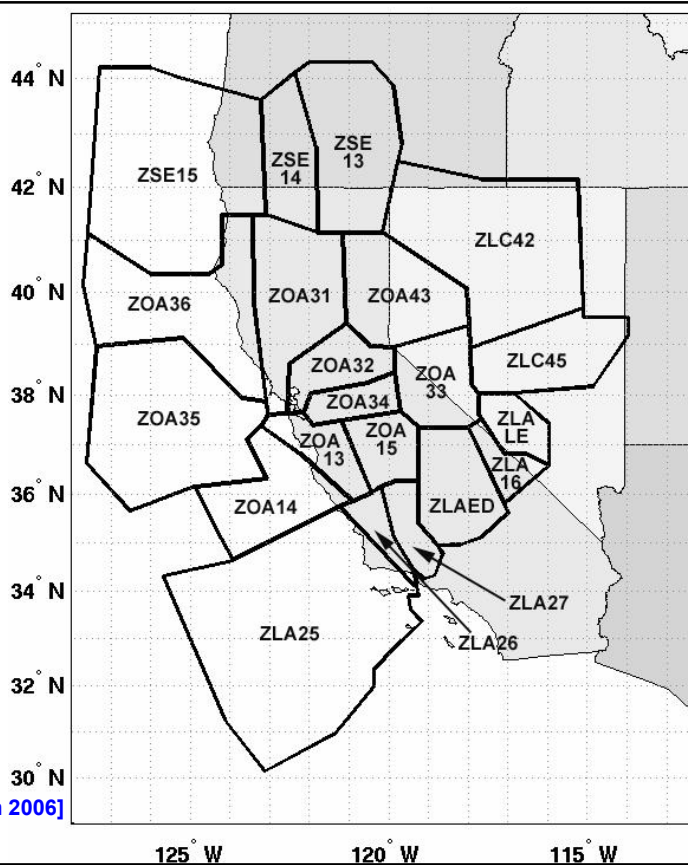 44° N
42° N
40° N
38° N
36° N
34° N
32° N
30° N
125° W
120° W
115° W
ZSE15
ZSE
14
ZSE
13
ZLC42
ZOA36
ZOA31
ZOA43
ZLC45
ZOA32
ZOA
33
ZOA35
ZOA34
ZLA
LE
ZOA
13
ZOA
15
ZLA
16
ZOA14
ZLAED
ZLA27
ZLA25
ZLA26
2006]